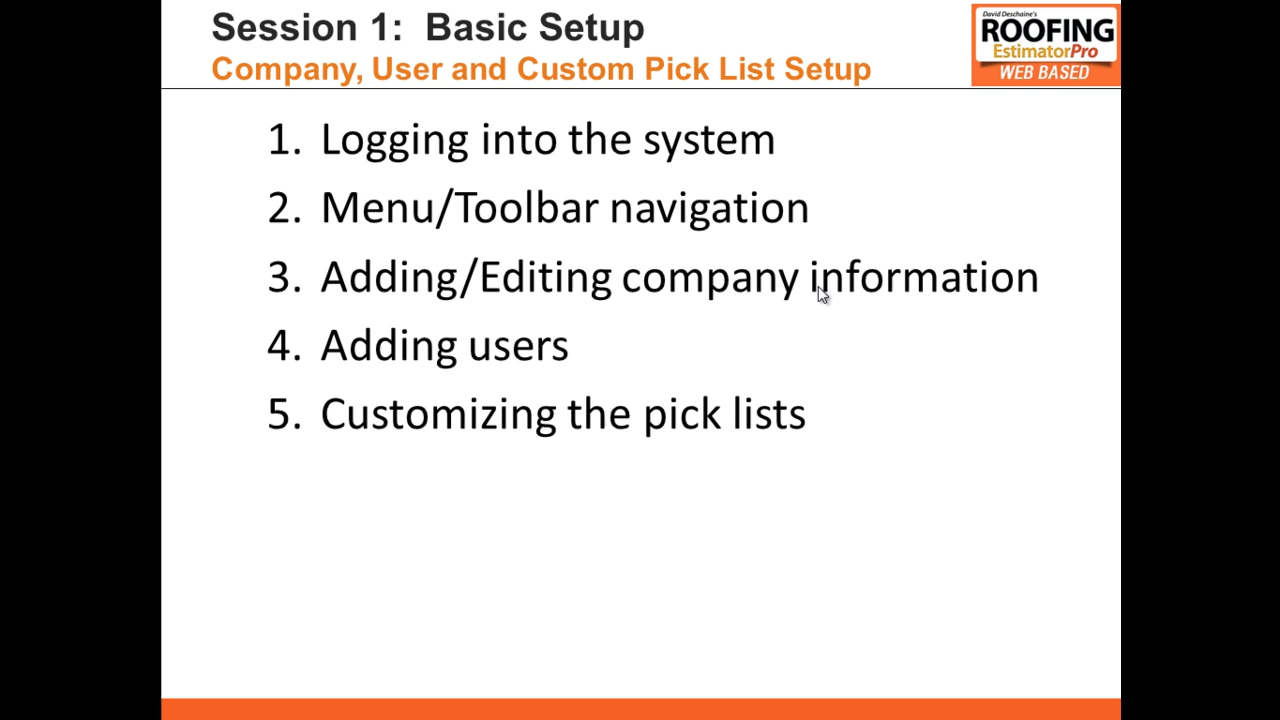 Session 1: Basic Setup
Company, User and Custom Pick List Setup
David Deschaine's
ROOFING
EstimatorPro
WEB BASED
1. Logging into the system
2. Menu/Toolbar navigation
3. Adding/Editing company information
4. Adding users
5. Customizing the pick lists